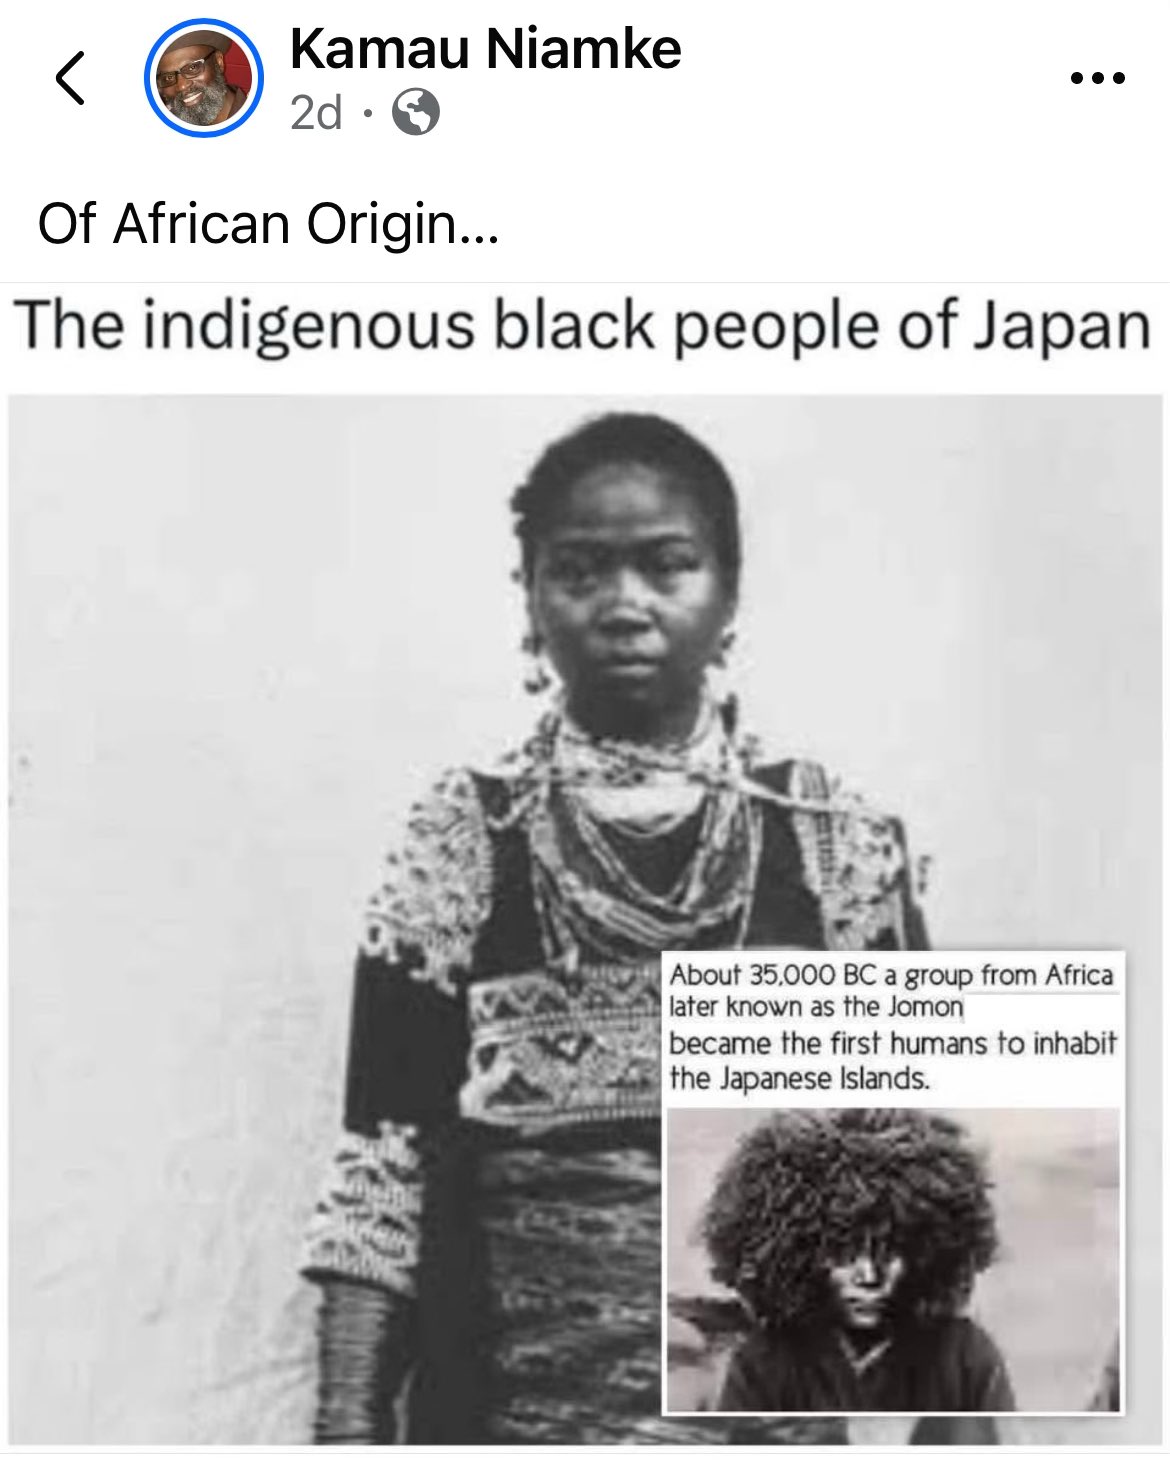 Kamau Niamke
2d ·
Of African Origin...
The indigenous black people of Japan
About 35,000 BC a group from Africa
later known as the Jomon
became the first humans to inhabit
the Japanese Islands.